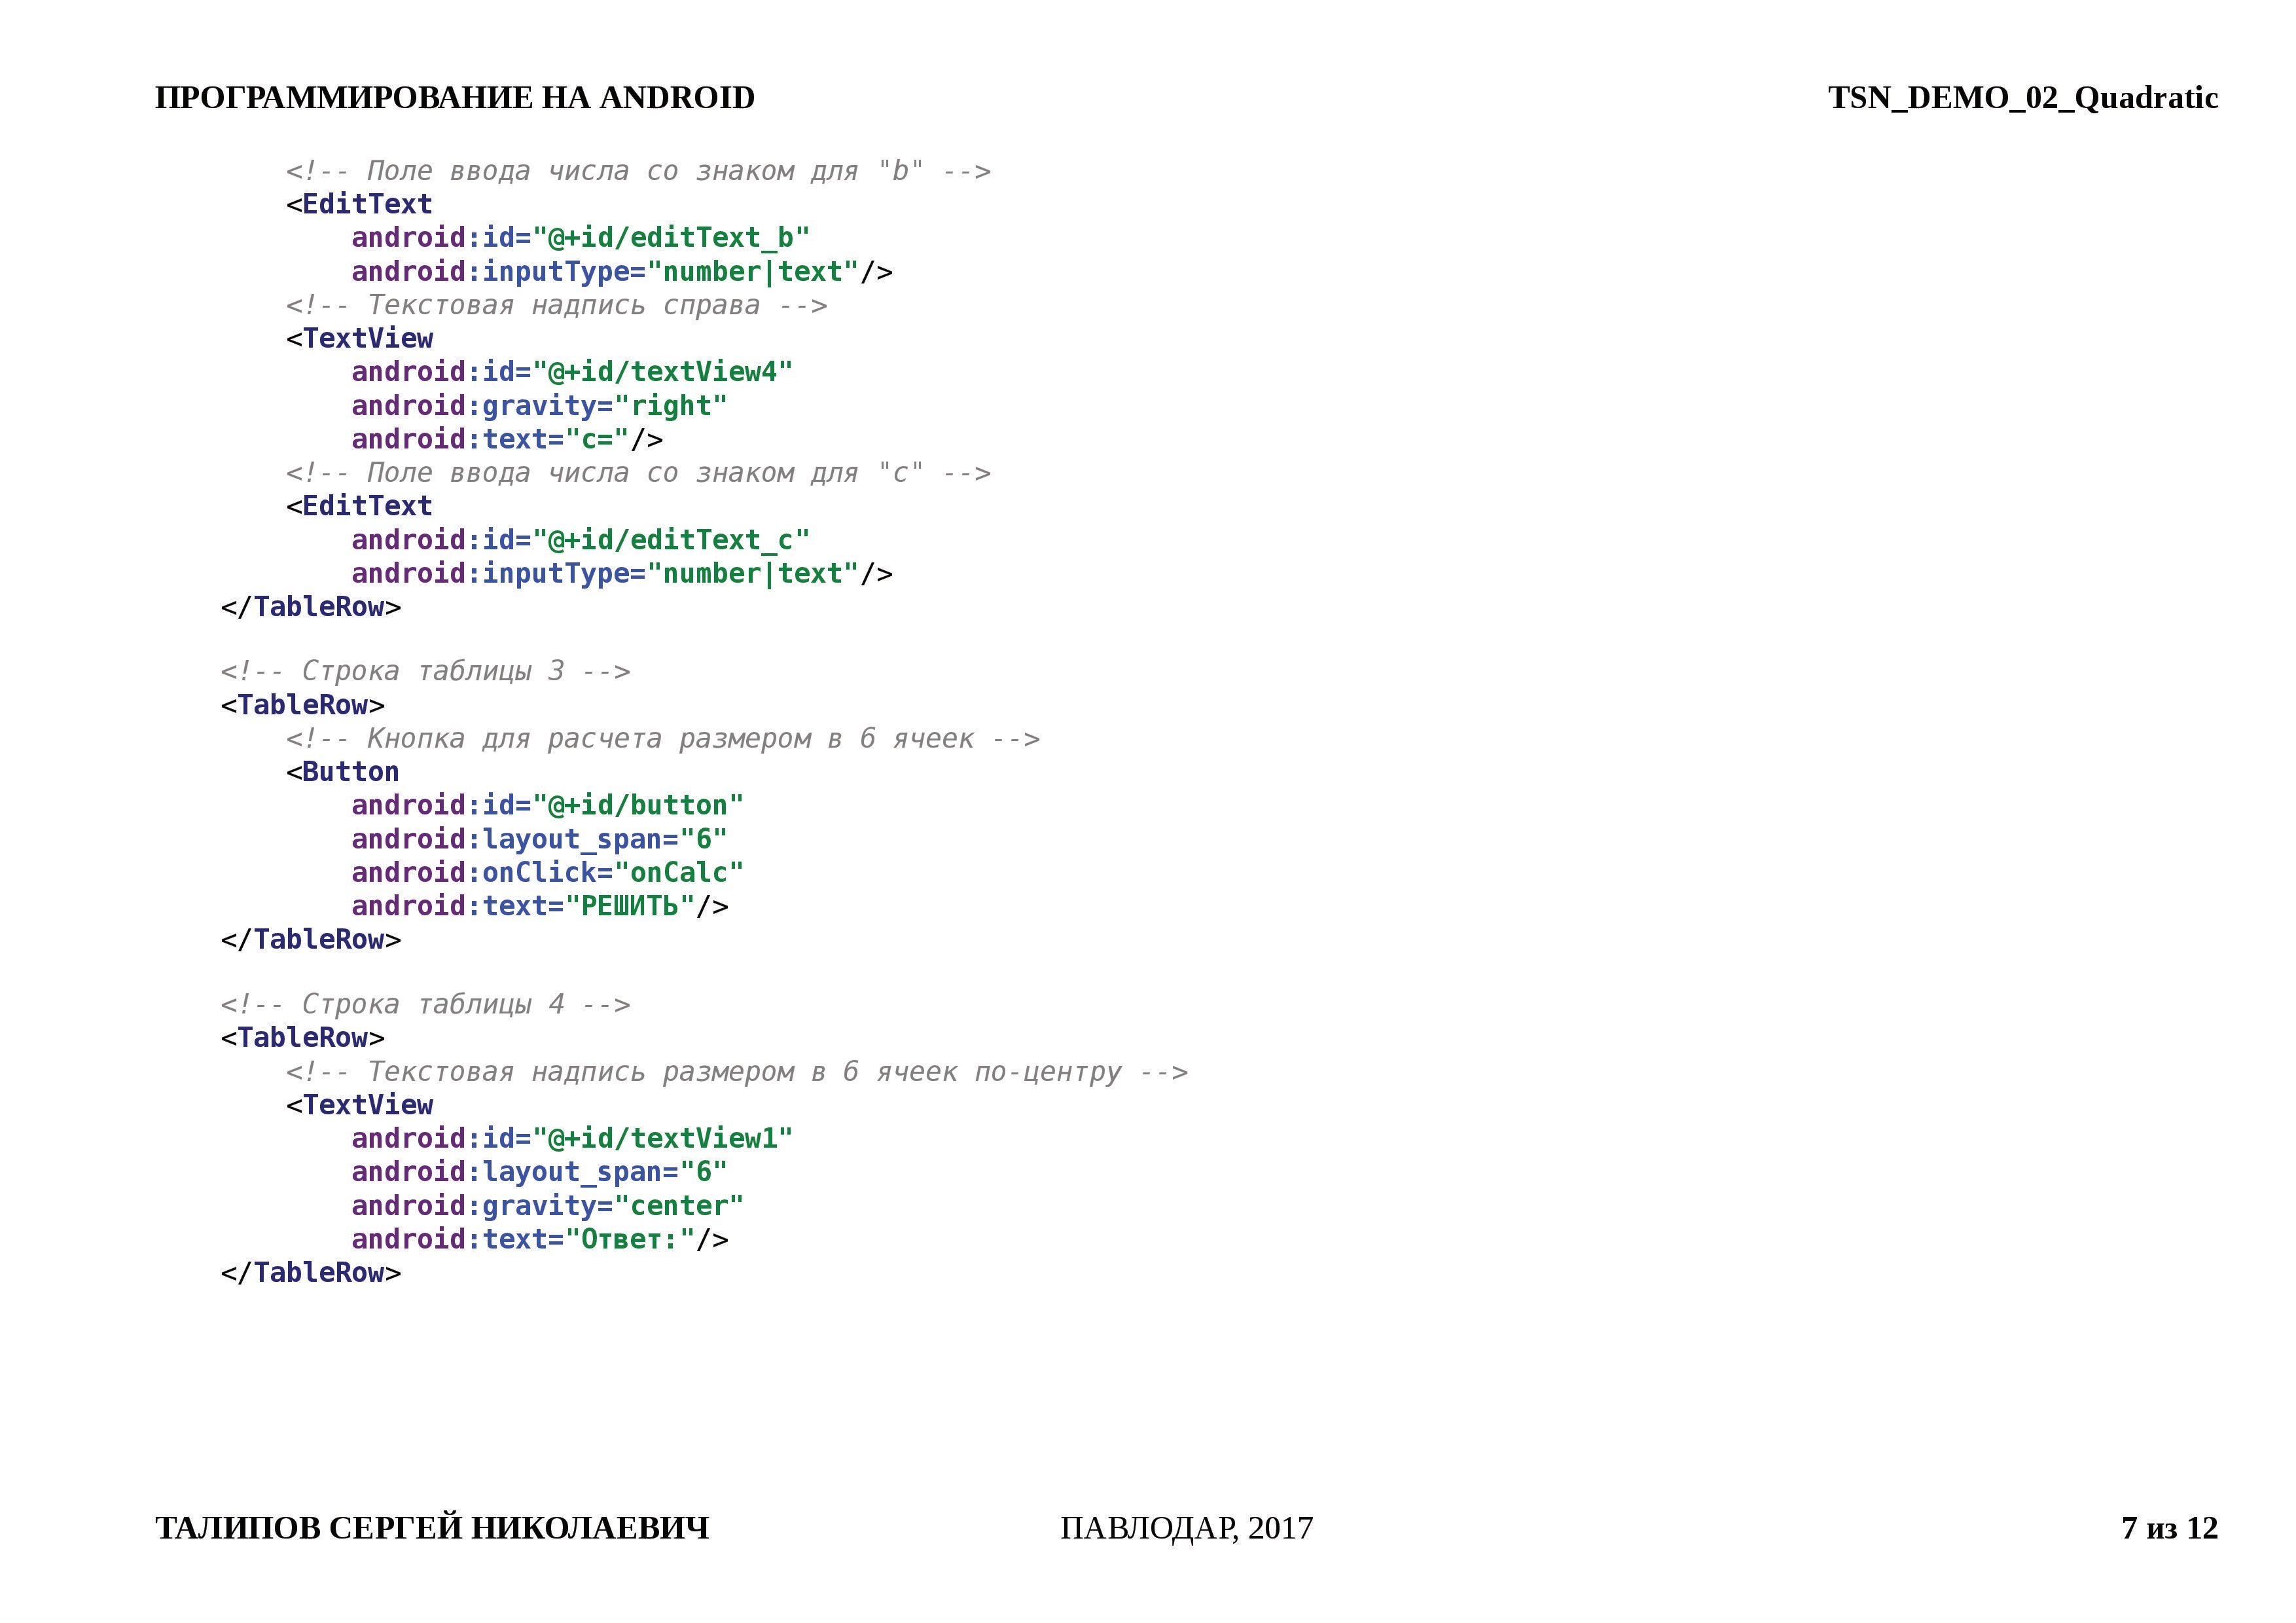 ПРОГРАММИРОВАНИЕ НА ANDROID TSN_DEMO_02_Quadratic
<!-- Поле ввода числа со знаком для "b" -->
<EditText
android:id="@+id/editText_b"
android:inputType="number|text"/>
<!-- Текстовая надпись справа -->
<TextView
android:id="@+id/textView4"
android:gravity="right"
android:text="c="/>
<!-- Поле ввода числа со знаком для "c" -->
<EditText
android:id="@+id/editText_c"
android:inputType="number|text"/>
</TableRow>
<!-- Строка таблицы 3 -->
<TableRow>
<!-- Кнопка для расчета размером в 6 ячеек -->
<Button
android:id="@+id/button"
android:layout_span="6"
android:onClick="onCalc"
android:text="РЕШИТЬ"/>
</TableRow>
<!-- Строка таблицы 4 -->
<TableRow>
<!-- Текстовая надпись размером в 6 ячеек по-центру -->
<TextView
android:id="@+id/textView1"
android:layout_span="6"
android:gravity="center"
android:text="Ответ:"/>
</TableRow>
ТАЛИПОВ СЕРГЕЙ НИКОЛАЕВИЧ ПАВЛОДАР, 2017 7 из 12